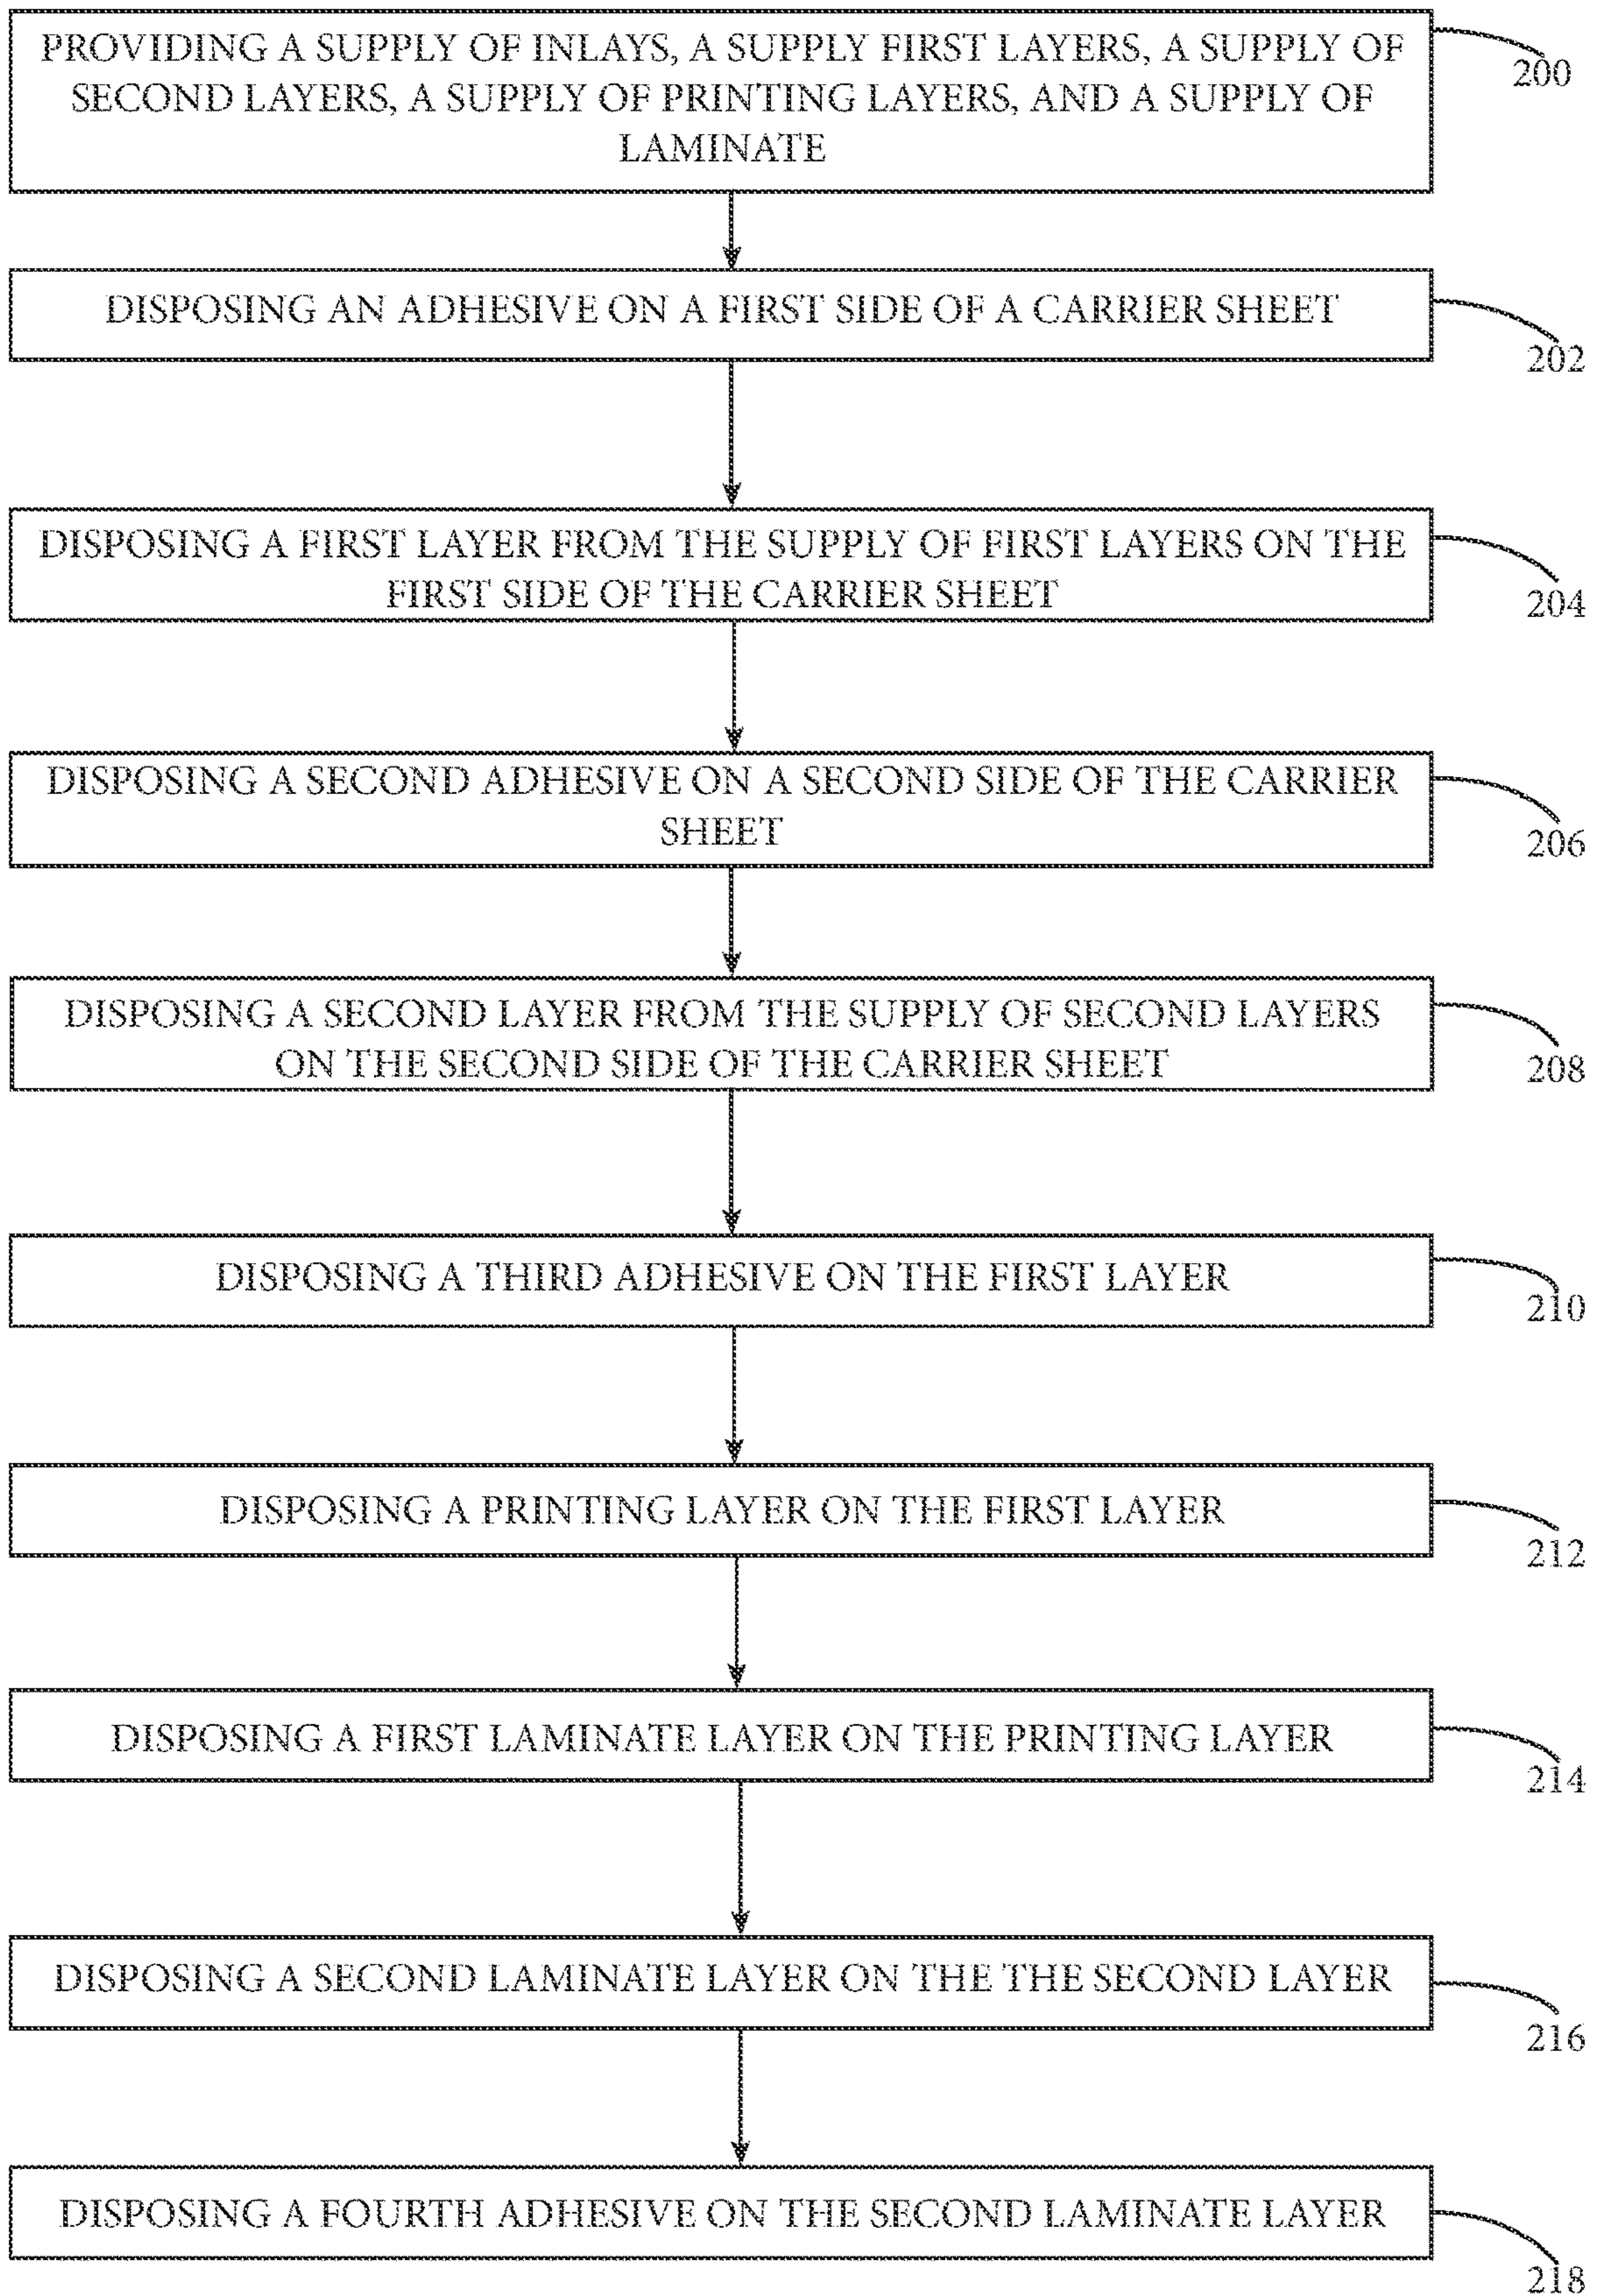 PROVIDING A SUPPLY OF INLAYS, A SUPPLY FIRST LAYERS, A SUPPLY OF
SECOND LAYERS, A SUPPLY OF PRINTING LAYERS, AND A SUPPLY OF
LAMINATE
200
DISPOSING AN ADHESIVE ON A FIRST SIDE OF A CARRIER SHEET
202
DISPOSING A FIRST LAYER FROM THE SUPPLY OF FIRST LAYERS ON THE
FIRST SIDE OF THE CARRIER SHEET
204
DISPOSING A SECOND ADHESIVE ON A SECOND SIDE OF THE CARRIER
SHEET
206
DISPOSING A SECOND LAYER FROM THE SUPPLY OF SECOND LAYERS
ON THE SECOND SIDE OF THE CARRIER SHEET
208
DISPOSING A THIRD ADHESIVE ON THE FIRST LAYER
210
DISPOSING A PRINTING LAYER ON THE FIRST LAYER
212
DISPOSING A FIRST LAMINATE LAYER ON THE PRINTING LAYER
214
DISPOSING A SECOND LAMINATE LAYER ON THE THE SECOND LAYER
216
DISPOSING A FOURTH ADHESIVE ON THE SECOND LAMINATE LAYER
218